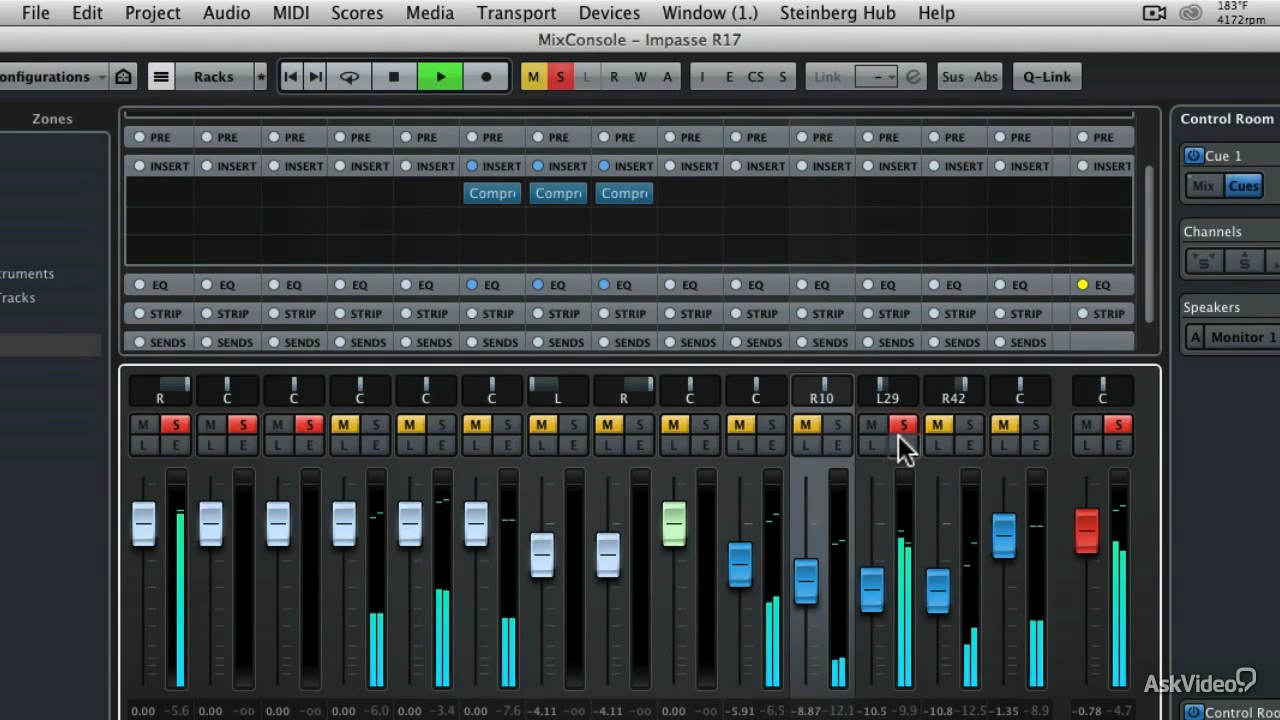 File Edit Project Audio MIDI Scores Media Transport Devices Window (1.) Steinberg Hub Help 183°F
4172rpm
MixConsole – Impasse R17
onfigurations Racks * M S L R W A I E CS S Link – Sus Abs Q-Link
Zones
Control Room
PRE PRE PRE PRE PRE PRE PRE PRE PRE PRE PRE PRE PRE PRE PRE
Cue 1
INSERT INSERT INSERT INSERT INSERT INSERT INSERT INSERT INSERT INSERT INSERT INSERT INSERT INSERT INSERT
Mix Cues
Compr Compr Compr
Channels
S S
truments
EQ EQ EQ EQ EQ EQ EQ EQ EQ EQ EQ EQ EQ EQ EQ
Tracks
Speakers
STRIP STRIP STRIP STRIP STRIP STRIP STRIP STRIP STRIP STRIP STRIP STRIP STRIP STRIP STRIP
A Monitor 1
SENDS SENDS SENDS SENDS SENDS SENDS SENDS SENDS SENDS SENDS SENDS SENDS SENDS SENDS
R C C C C C L R C C R10 L29 R42 C C
M S M S M S M S M S M S M S M S M S M S M S M S M S M S M S
L E L E L E L E L E L E L E L E L E L E L E L E L E L E L E
AskVideo
0.00 -5.6 0.00 -oo 0.00 -oo 0.00 -6.0 0.00 -3.4 0.00 -7.6 -4.11 -oo -4.11 -oo 0.00 -oo -5.91 -6.5 -8.87 -12.1 -10.5 -9.9 -10.8 -12.5 -1.35 -8.9 -0.78 -4.7
Control Roo